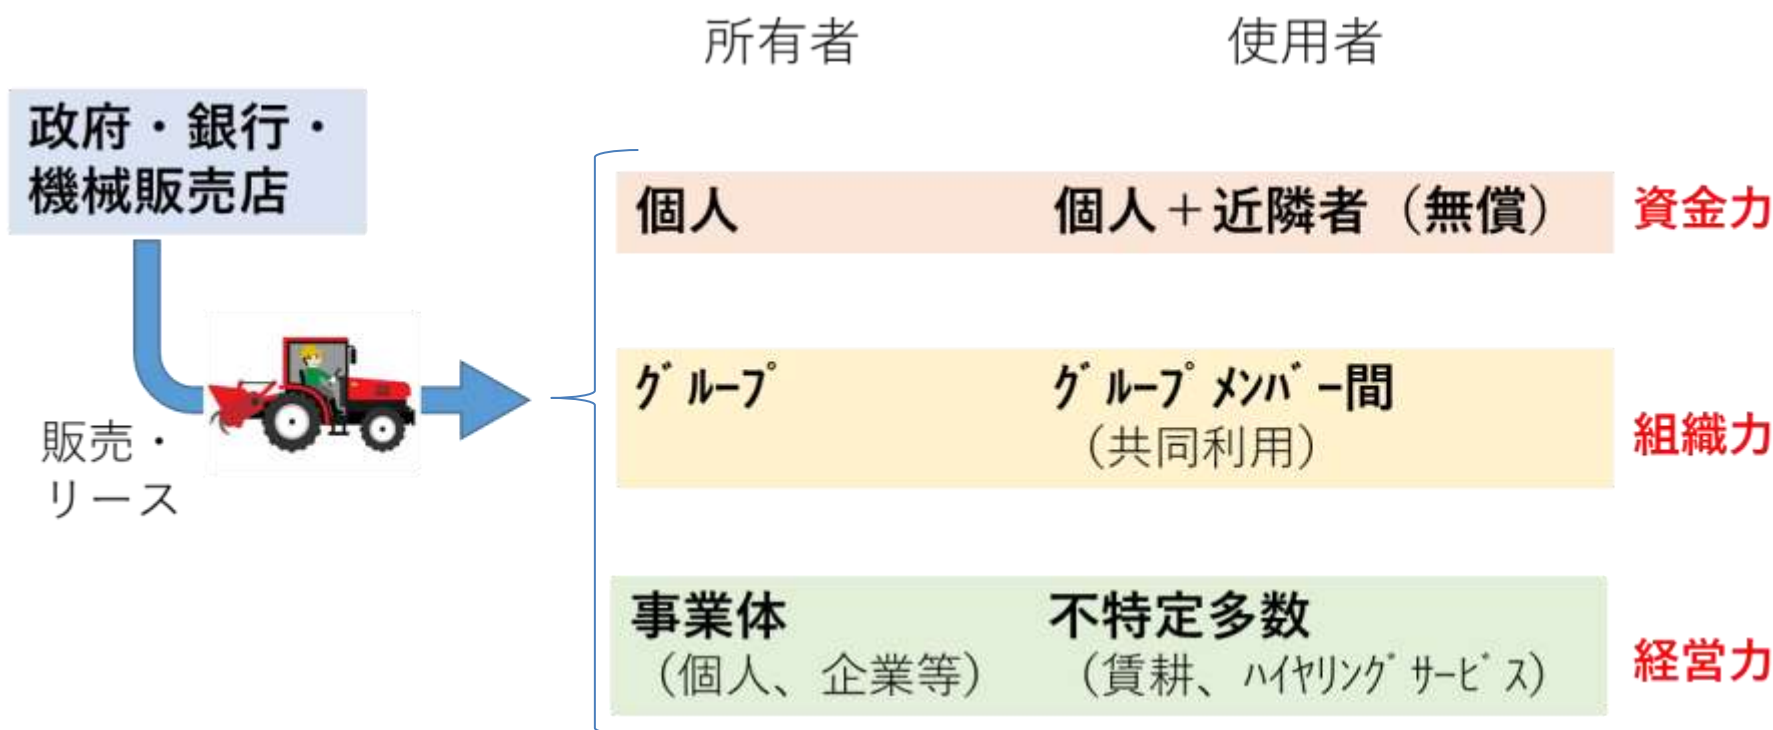 所有者 使用者
政府・銀行・
機械販売店
販売・
リース
個人 個人＋近隣者（無償） 資金力
ｸﾞﾙｰﾌﾟ ｸﾞﾙｰﾌﾟﾒﾝﾊﾞｰ間
（共同利用）
組織力
事業体 不特定多数
（個人、企業等） （賃耕、ﾊｲﾔﾘﾝｸﾞｻｰﾋﾞｽ）
経営力